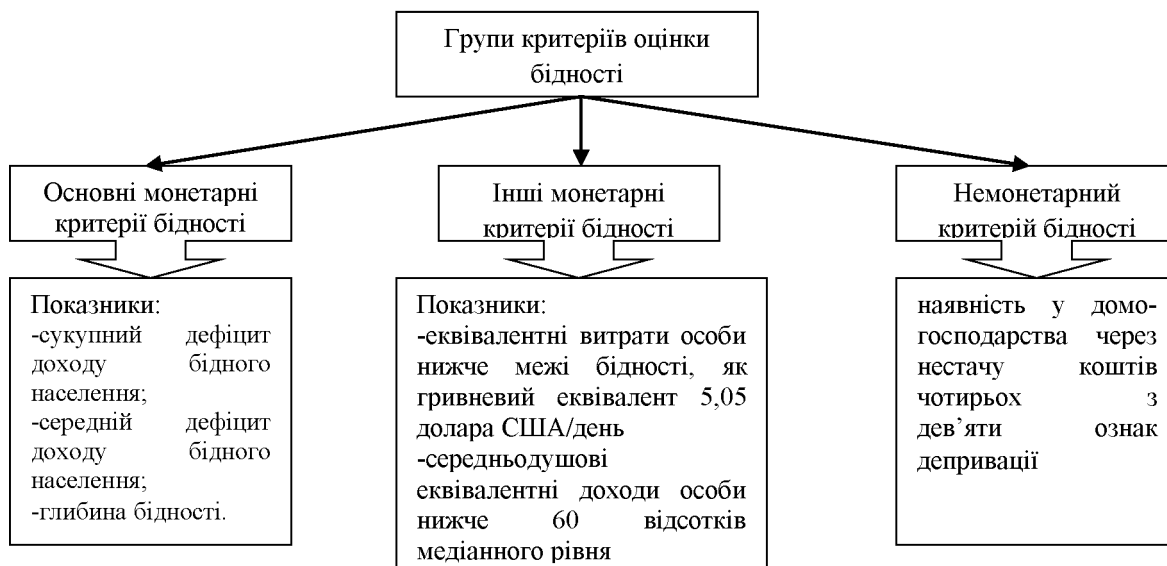 Групи критеріїв оцінки
бідності
Основні монетарні
критерії бідності
Інші монетарні
критерії бідності
Немонетарний
критерій бідності
Показники:
-сукупний дефіцит
доходу бідного
населення;
-середній дефіцит
доходу бідного
населення;
-глибина бідності.
Показники:
-еквівалентні витрати особи
нижче межі бідності, як
гривневий еквівалент 5,05
долара США/день
-середньодушові
еквівалентні доходи особи
нижче 60 відсотків
медіанного рівня
наявність у домо-
господарства через
нестачу коштів
чотирьох з
дев’яти ознак
депривації